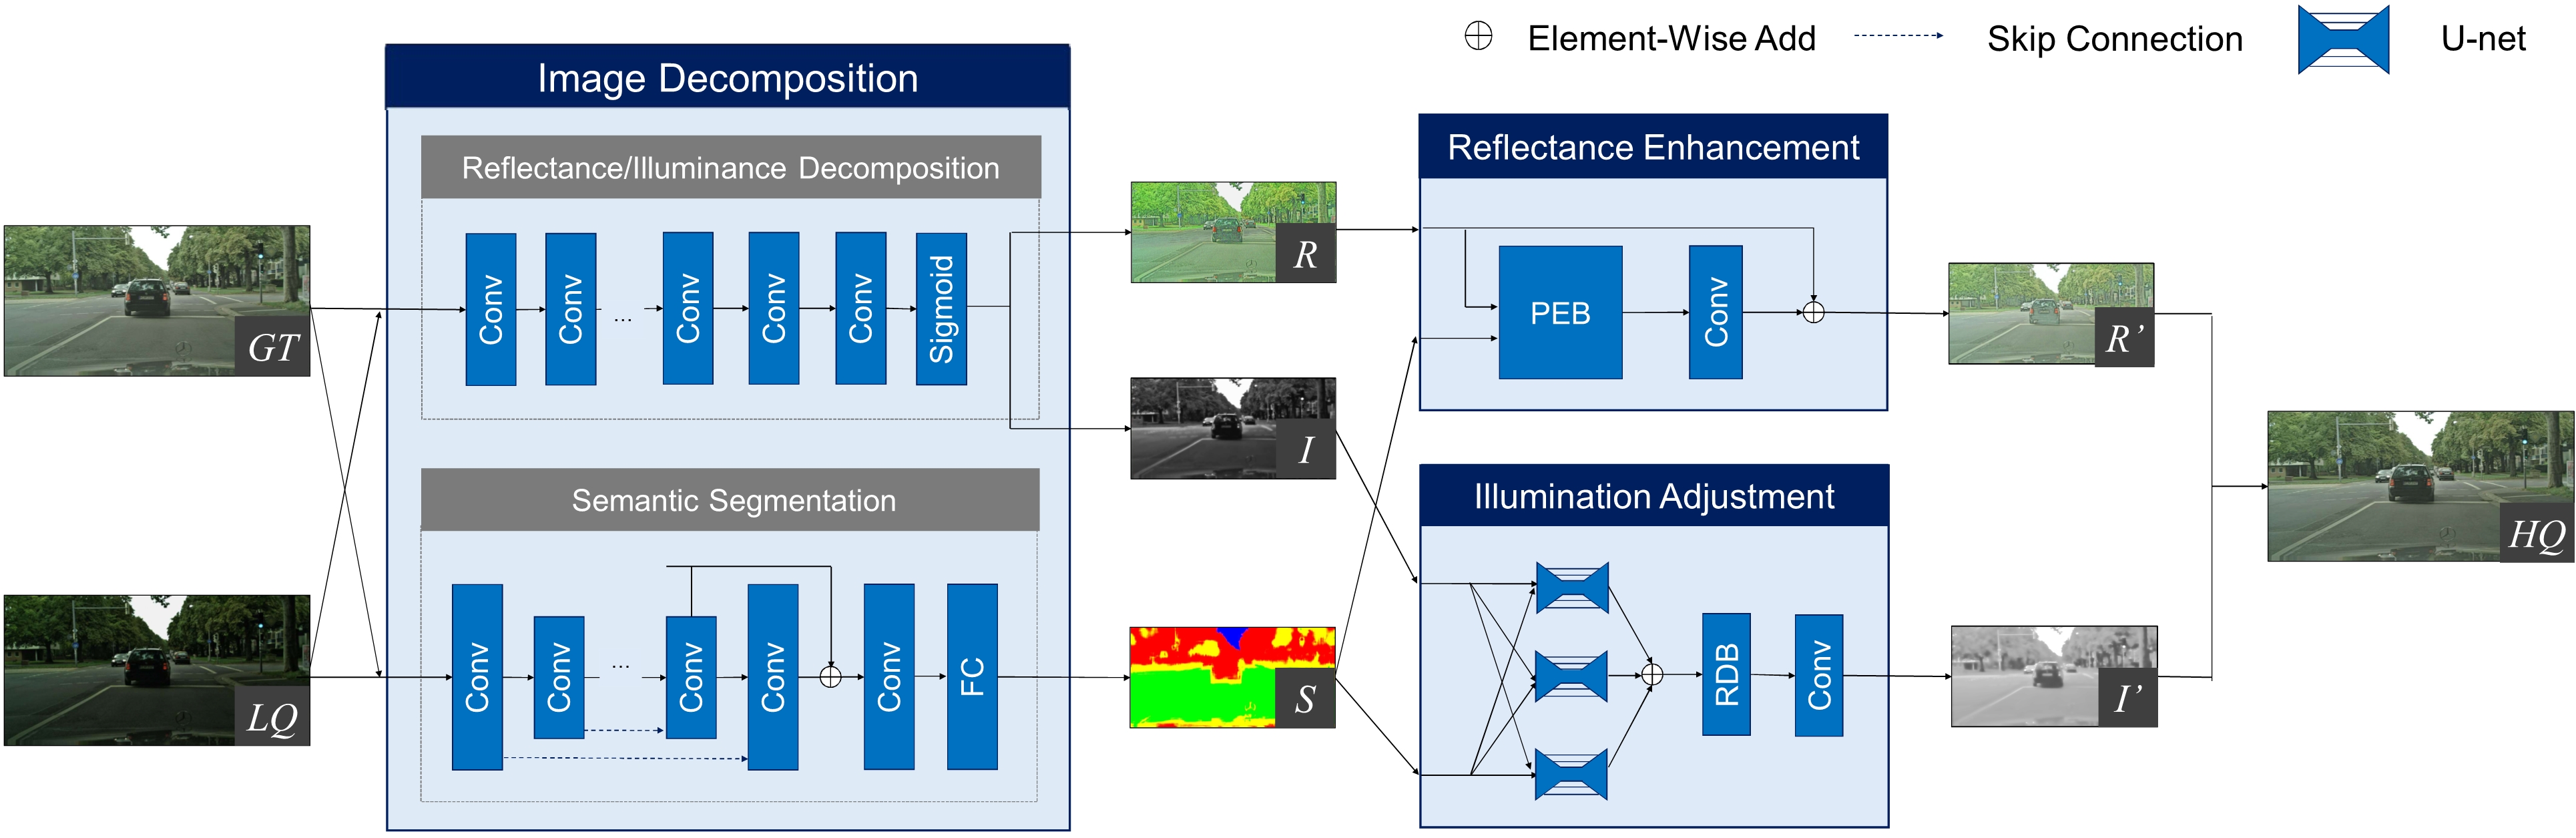 Element-Wise Add
Skip Connection
U-net
Image Decomposition
Reflectance/Illuminance Decomposition
Conv
Conv
...
Conv
Conv
Conv
Sigmoid
GT
LQ
Semantic Segmentation
Conv
Conv
...
Conv
Conv
Conv
FC
R
I
S
Reflectance Enhancement
PEB
Conv
Illumination Adjustment
RDB
Conv
R’
I’
HQ